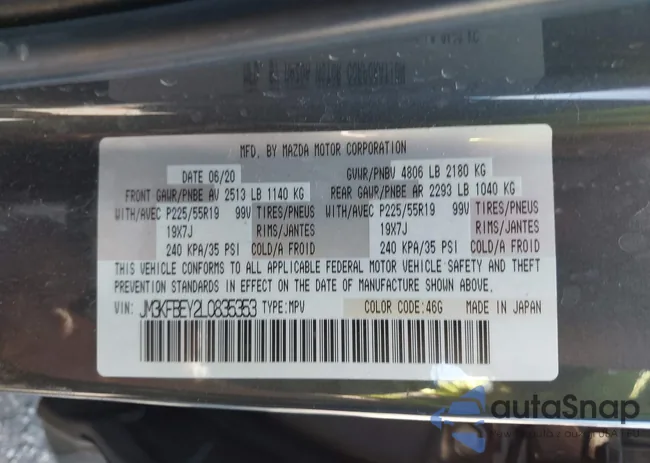 MFD. BY MAZDA MOTOR CORPORATION
DATE 06/20 GVWR/PNBV 4806 LB 2180 KG
FRONT GAWR/PNBE AV 2513 LB 1140 KG REAR GAWR/PNBE AR 2293 LB 1040 KG
WITH/AVEC P225/55R19 99V TIRES/PNEUS WITH/AVEC P225/55R19 99V TIRES/PNEUS
19X7J RIMS/JANTES 19X7J RIMS/JANTES
240 KPA/35 PSI COLD/A FROID 240 KPA/35 PSI COLD/A FROID
THIS VEHICLE CONFORMS TO ALL APPLICABLE FEDERAL MOTOR VEHICLE SAFETY AND THEFT
PREVENTION STANDARDS IN EFFECT ON THE DATE OF MANUFACTURE SHOWN ABOVE.
VIN: JM3KFBEY2L0835353 TYPE:MPV COLOR CODE:46G MADE IN JAPAN
autaSnap